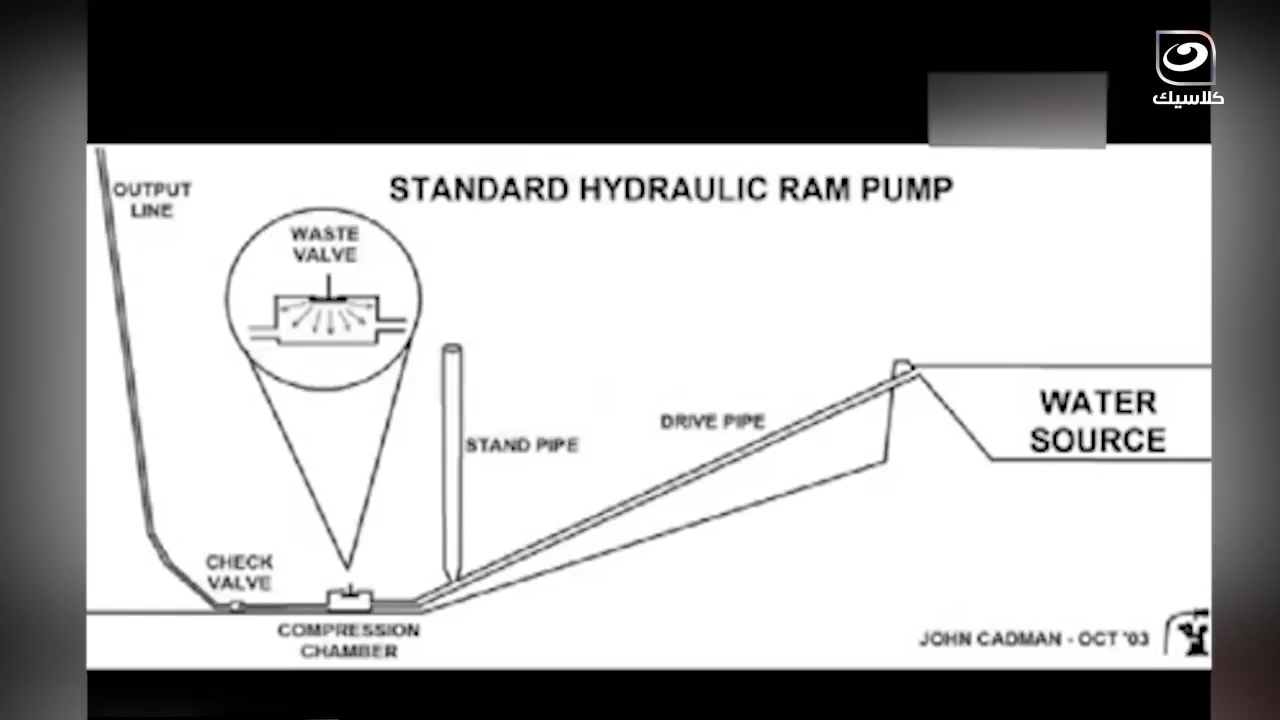 كلاسيك
STANDARD HYDRAULIC RAM PUMP
OUTPUT
LINE
WASTE
VALVE
STAND PIPE
DRIVE PIPE
WATER
SOURCE
CHECK
VALVE
COMPRESSION
CHAMBER
JOHN CADMAN - OCT '03